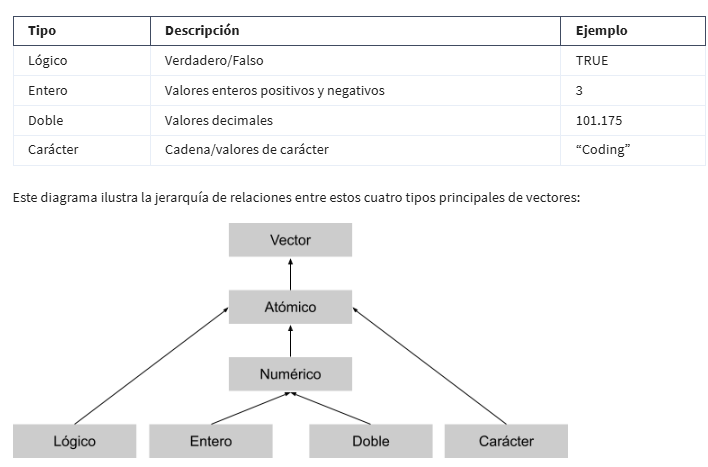 Tipo Descripción Ejemplo
Lógico Verdadero/Falso TRUE
Entero Valores enteros positivos y negativos 3
Doble Valores decimales 101.175
Carácter Cadena/valores de carácter “Coding”
Este diagrama ilustra la jerarquía de relaciones entre estos cuatro tipos principales de vectores:
Vector
Atómico
Numérico
Lógico Entero Doble Carácter